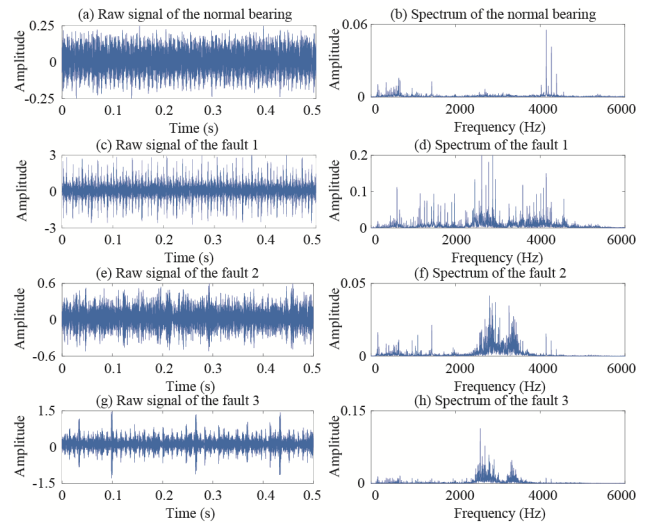 (a) Raw signal of the normal bearing
(b) Spectrum of the normal bearing
Amplitude
0.25
0
-0.25
0 0.1 0.2 0.3 0.4 0.5
Time (s)
Amplitude
0.06
0.04
0.02
0
0 2000 4000 6000
Frequency (Hz)
(c) Raw signal of the fault 1
(d) Spectrum of the fault 1
Amplitude
3
0
-3
0 0.1 0.2 0.3 0.4 0.5
Time (s)
Amplitude
0.2
0.1
0
0 2000 4000 6000
Frequency (Hz)
(e) Raw signal of the fault 2
(f) Spectrum of the fault 2
Amplitude
0.6
0
-0.6
0 0.1 0.2 0.3 0.4 0.5
Time (s)
Amplitude
0.05
0
0 2000 4000 6000
Frequency (Hz)
(g) Raw signal of the fault 3
(h) Spectrum of the fault 3
Amplitude
1.5
0
-1.5
0 0.1 0.2 0.3 0.4 0.5
Time (s)
Amplitude
0.15
0
0 2000 4000 6000
Frequency (Hz)